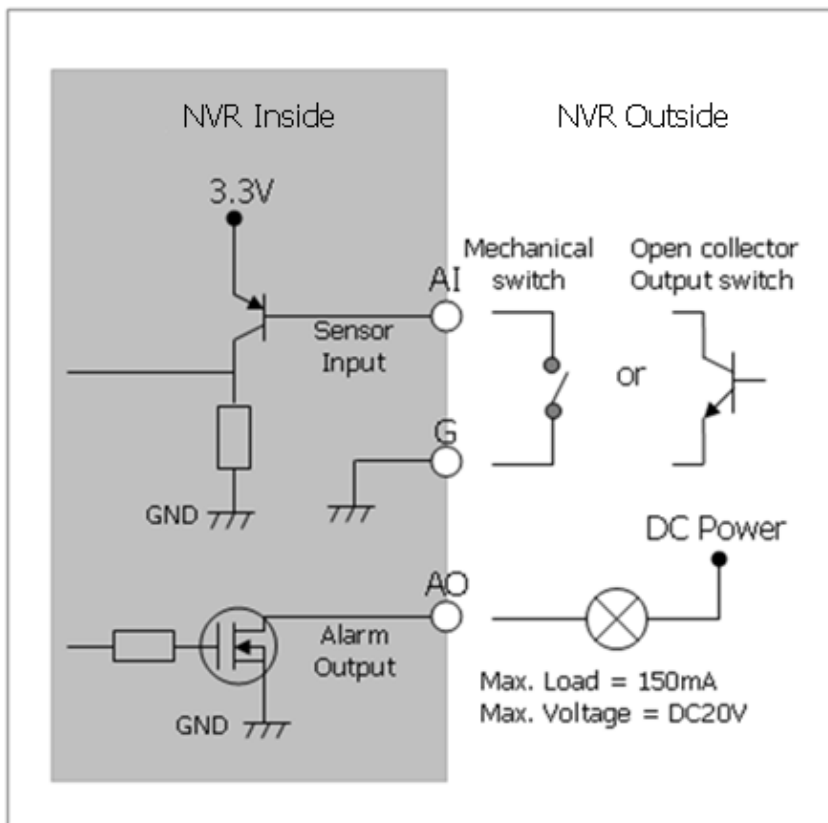 NVR Inside
NVR Outside
3.3V
Mechanical
switch
Open collector
Output switch
AI
Sensor
Input
or
G
GND
DC Power
AO
Alarm
Output
Max. Load = 150mA
Max. Voltage = DC20V
GND